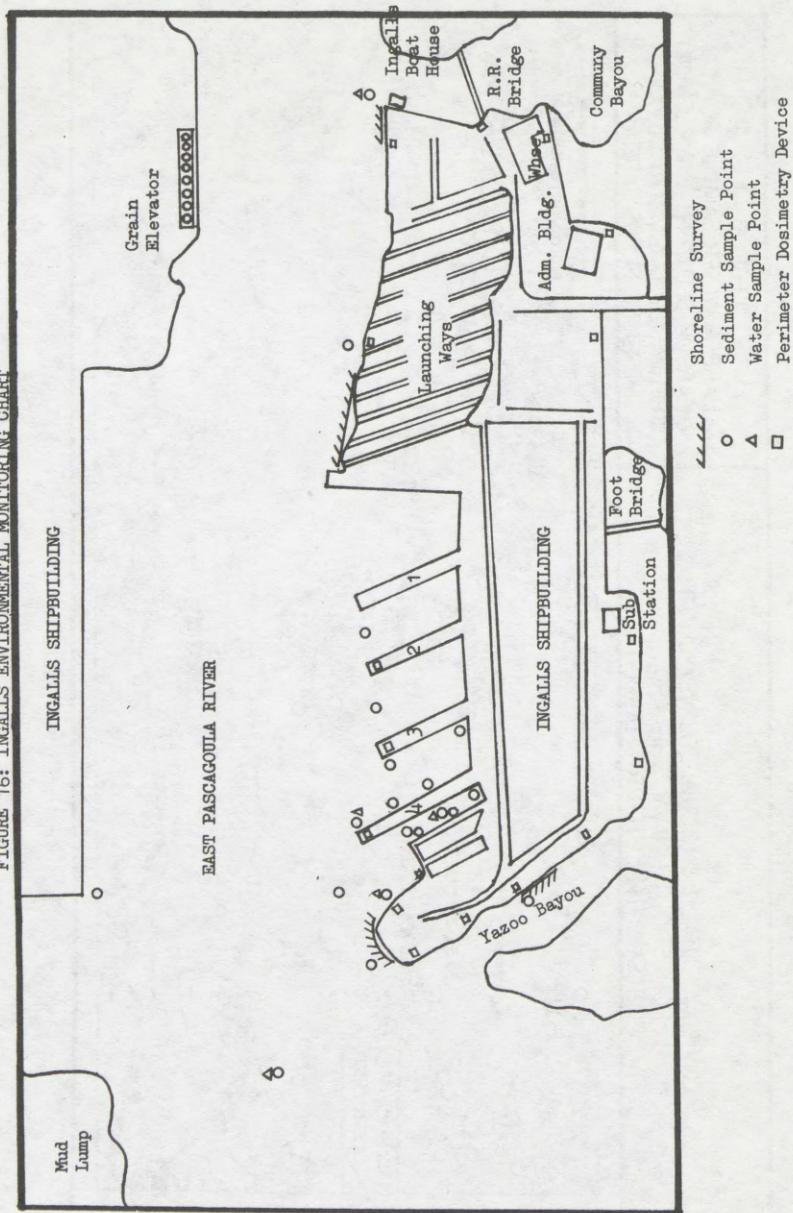 FIGURE 16: INGALLS ENVIRONMENTAL MONITORING CHART
Mud
Lump
INGALLS SHIPBUILDING
Grain
Elevator
EAST PASCAGOULA RIVER
Ingalls
Boat
House
R.R.
Bridge
Communy
Bayou
Whse.
Adm. Bldg.
Launching
Ways
1
2
3
4
INGALLS SHIPBUILDING
Foot
Bridge
Sub
Station
Yazoo Bayou
Shoreline Survey
Sediment Sample Point
Water Sample Point
Perimeter Dosimetry Device